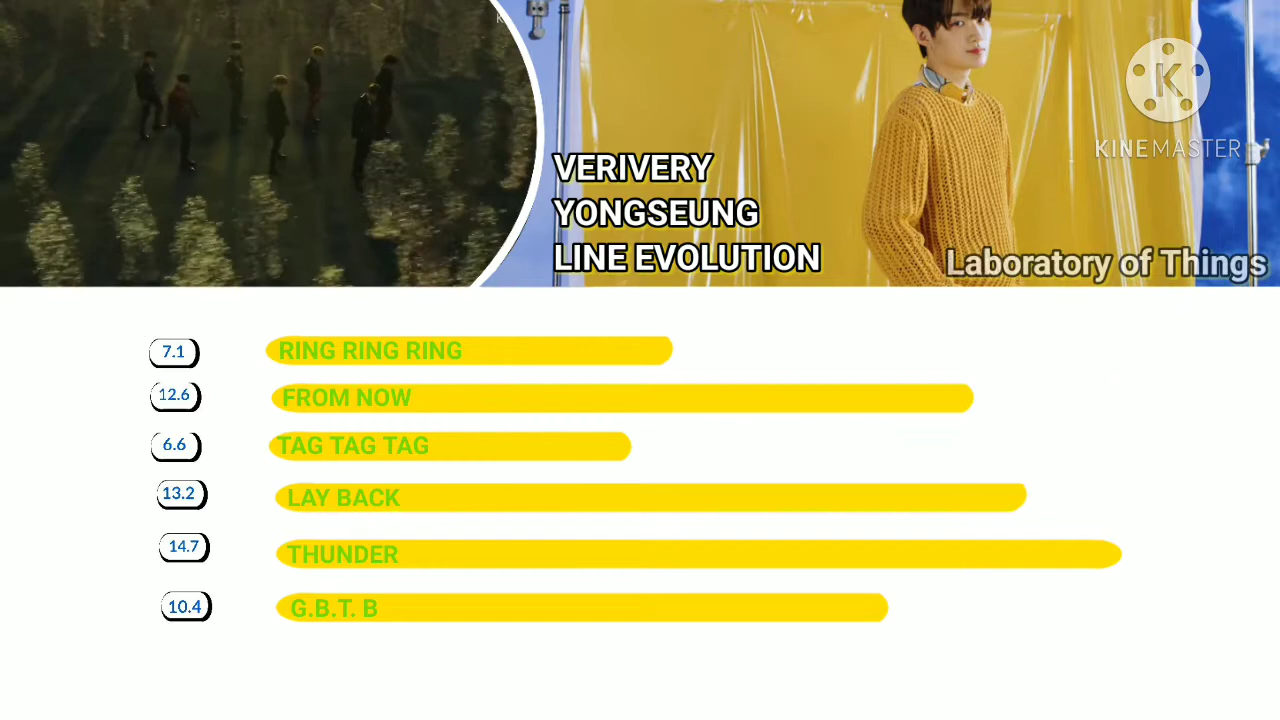 K
KINEMASTER
VERIVERY
YONGSEUNG
LINE EVOLUTION
Laboratory of Things
7.1 RING RING RING
12.6 FROM NOW
6.6 TAG TAG TAG
13.2 LAY BACK
14.7 THUNDER
10.4 G.B.T. B